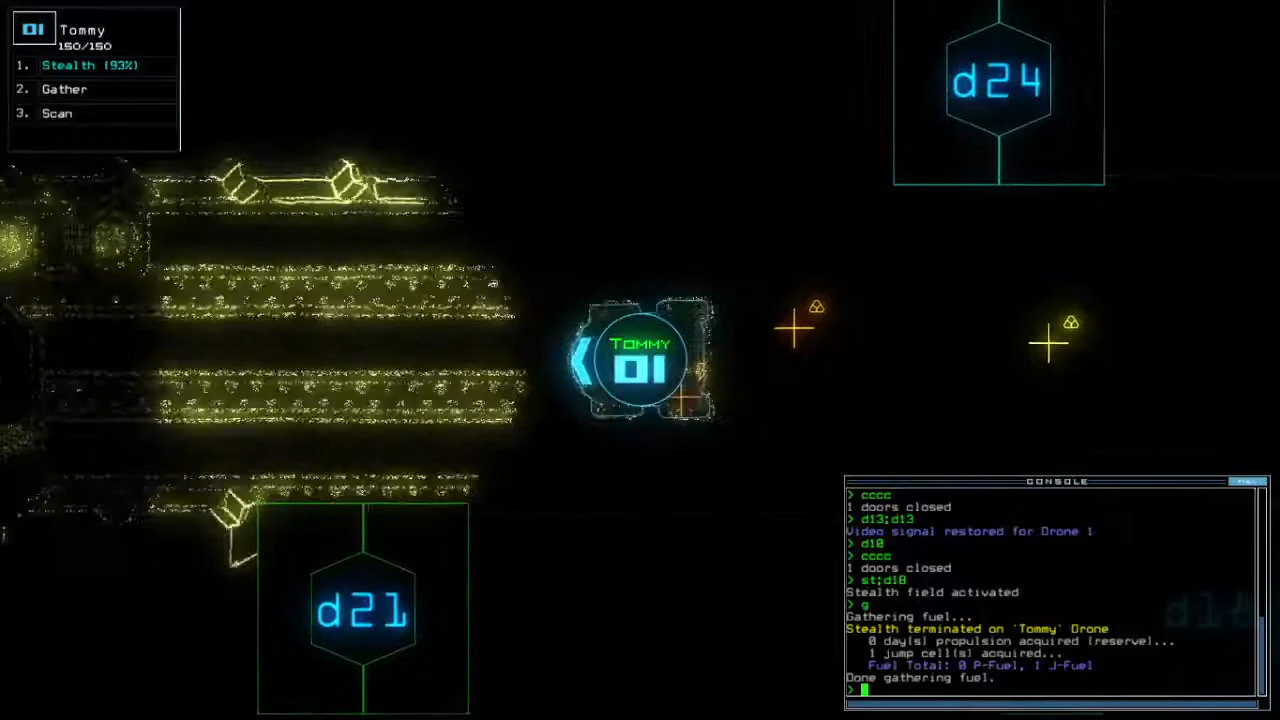 01 Tommy
150/150
1. Stealth (93%)
2. Gather
3. Scan
d24
Tommy
01
d21
CONSOLE
> cccc
1 doors closed
> d13;d13
Video signal restored for Drone 1
> d10
> cccc
1 doors closed
> st;d18
Stealth field activated
> g
Gathering fuel...
Stealth terminated on 'Tommy' Drone
0 day(s) propulsion acquired (reserve)...
1 jump cell(s) acquired...
Fuel Total: 0 P-Fuel, 1 J-Fuel
Done gathering fuel.
>